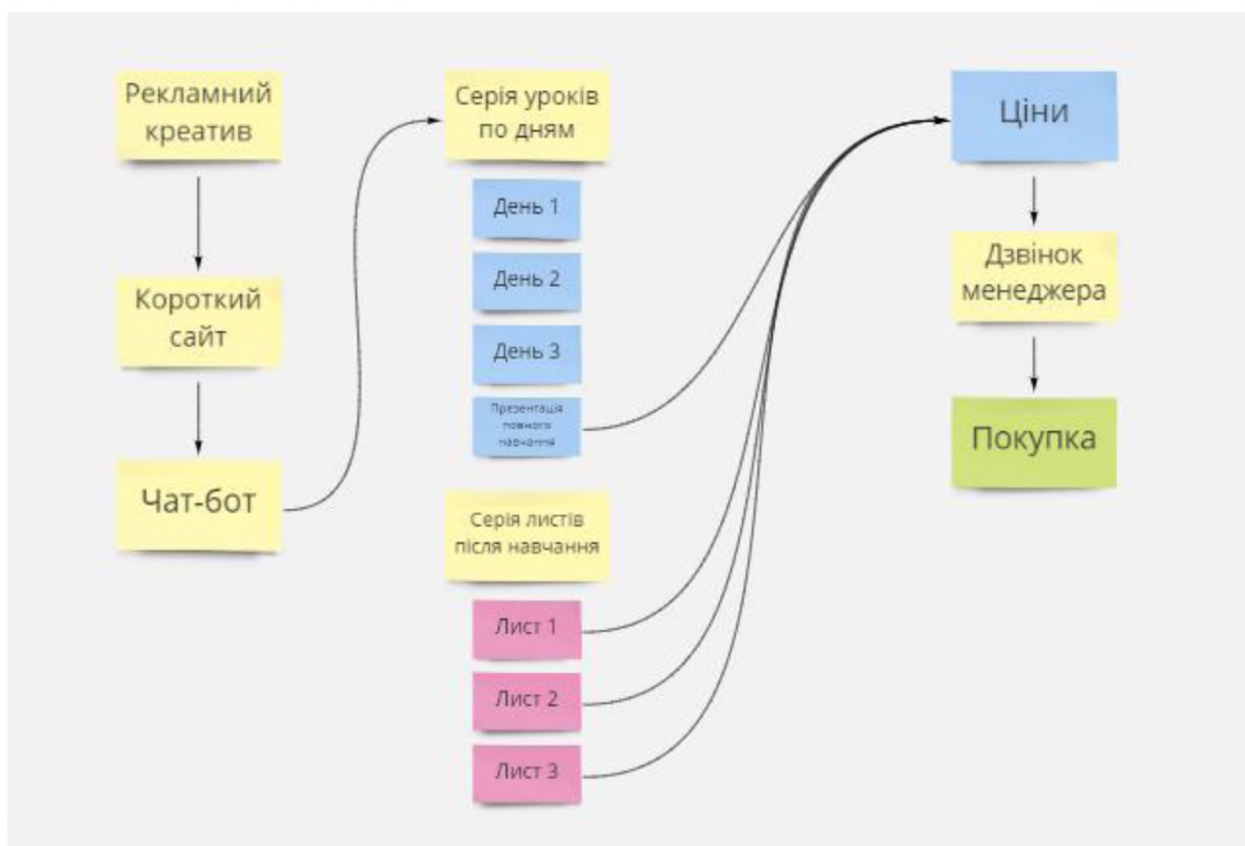 Рекламний
креатив
Короткий
сайт
Чат-бот
Серія уроків
по дням
День 1
День 2
День 3
Презентація
повного
навчання
Серія листів
після навчання
Лист 1
Лист 2
Лист 3
Ціни
Дзвінок
менеджера
Покупка